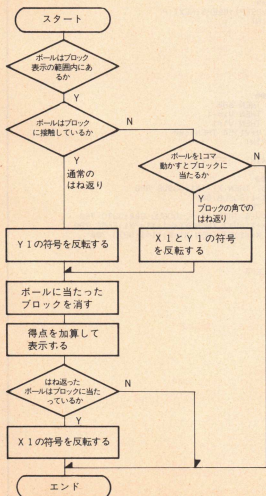 スタート
ボールはブロック
表示の範囲内にあ
るか
Y
ボールはブロック
に接触しているか
N
Y
通常の
はね返り
ボールを1コマ
動かすとブロックに
当たるか
N
Y
ブロックの角での
はね返り
Y1の符号を反転する
X1とY1の符号
を反転する
ボールに当たった
ブロックを消す
得点を加算して
表示する
はね返った
ボールはブロックに当た
っているか
N
Y
X1の符号を反転する
エンド